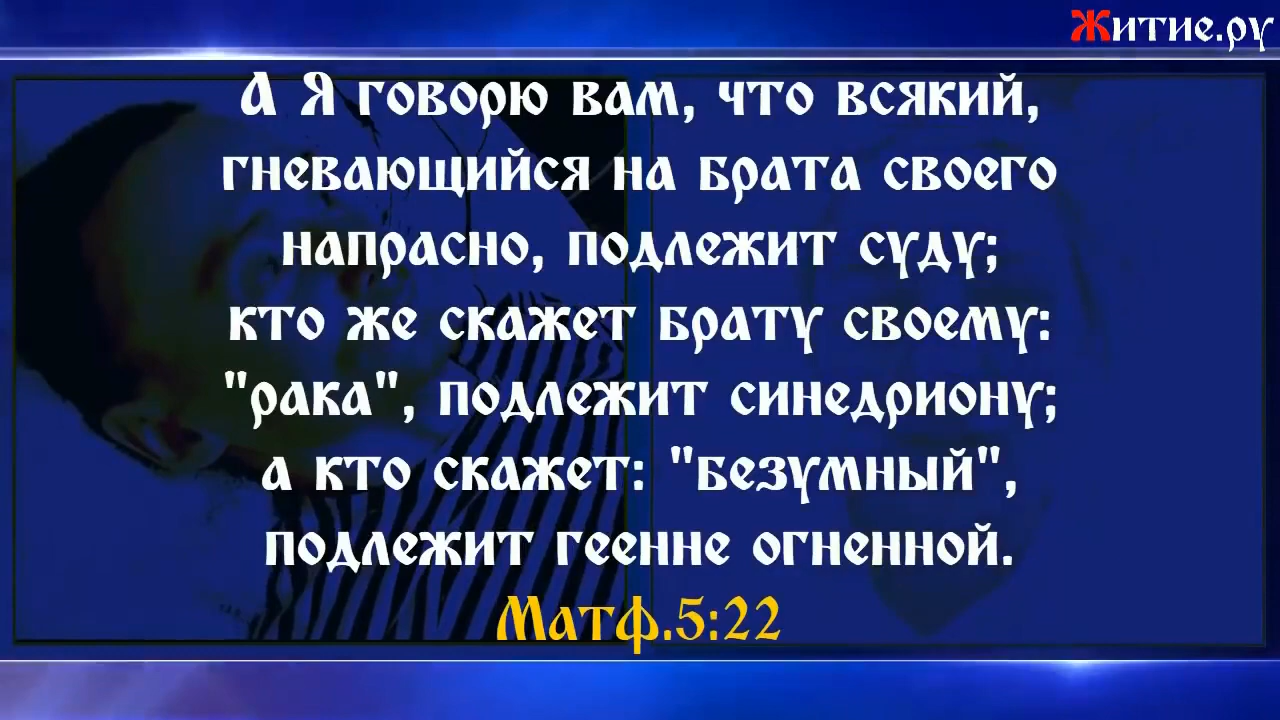 Житие.ру
А Я говорю вам, что всякий,
гневающийся на брата своего
напрасно, подлежит суду;
кто же скажет брату своему:
"рака", подлежит синедриону;
а кто скажет: "безумный",
подлежит геенне огненной.
Матф.5:22